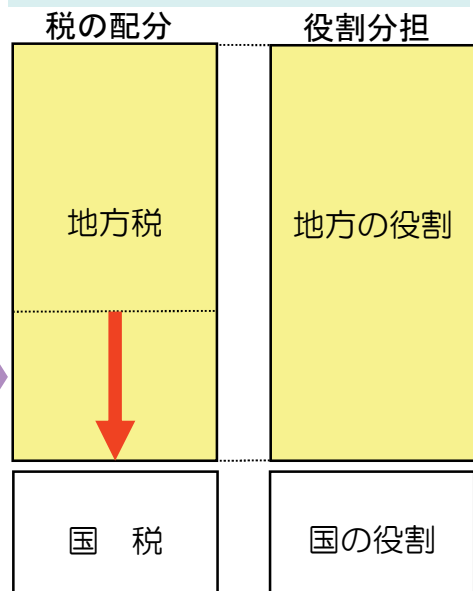 税の配分
役割分担
地方税
地方の役割
国　税
国の役割